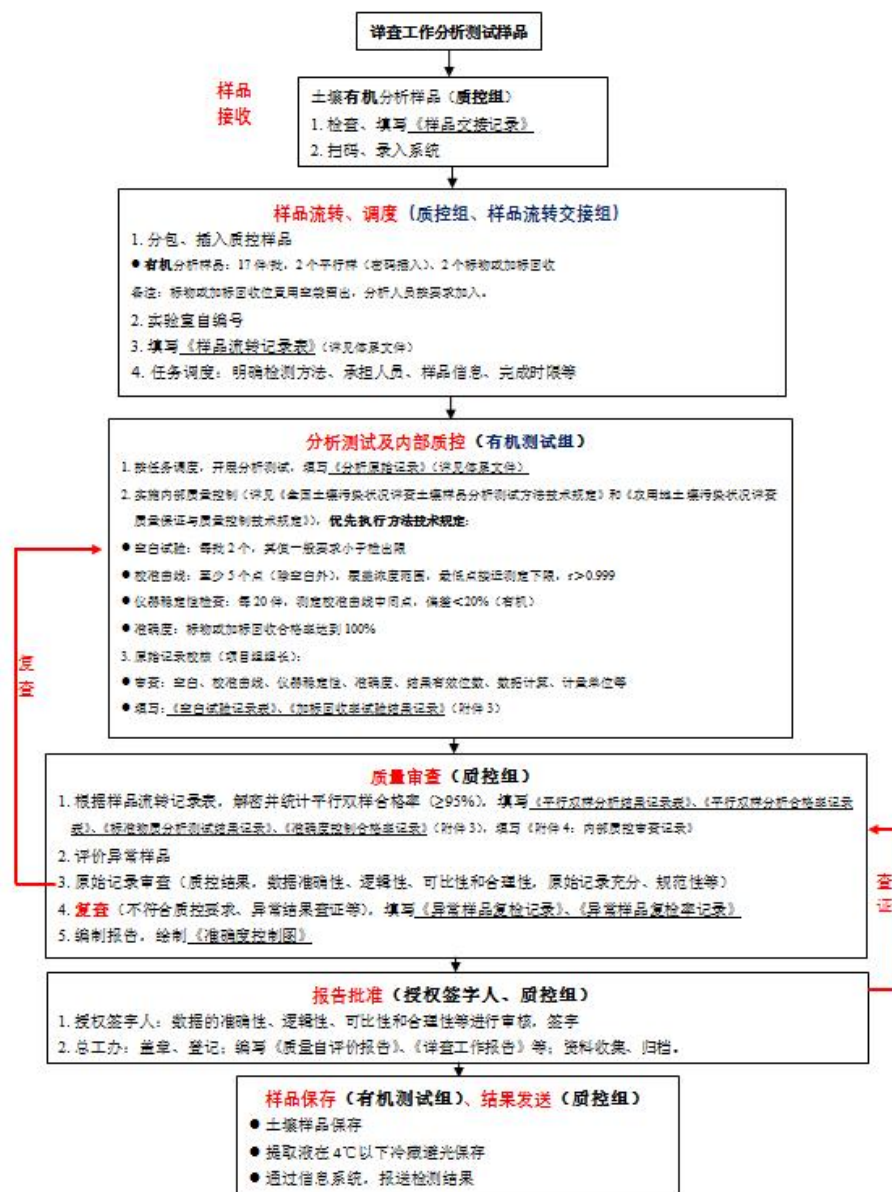 详查工作分析测试样品
样品
接收
土壤有机分析样品（质控组）
1. 检查、填写《样品交接记录》
2. 扫码、录入系统
样品流转、调度（质控组、样品流转交接组）
1. 分包、插入质控样品
● 有机分析样品：17 件/批，2 个平行样（密码插入）、2 个标物或加标回收
备注：标物或加标回收位置用空袋留出，分析人员按要求加入。
2. 实验室自编号
3. 填写《样品流转记录表》（详见体系文件）
4. 任务调度：明确检测方法、承担人员、样品信息、完成时限等
分析测试及内部质控（有机测试组）
1. 按任务调度，开展分析测试，填写《分析原始记录》（详见体系文件）
2. 实施内部质量控制（详见《全国土壤污染状况详查土壤样品分析测试方法技术规定》和《农用地土壤污染状况详查
质量保证与质量控制技术规定》），优先执行方法技术规定：
● 空白试验：每批 2 个，其值一般要求小于检出限
● 校准曲线：至少 5 个点（除空白外），覆盖浓度范围，最低点接近测定下限，r＞0.999
● 仪器稳定性检查：每 20 件，测定校准曲线中间点，偏差＜20%（有机）
● 准确度：标物或加标回收合格率达到 100%
3. 原始记录校核（项目组组长）：
● 审查：空白、校准曲线、仪器稳定性、准确度、结果有效位数、数据计算、计量单位等
● 填写：《空白试验记录表》、《加标回收率试验结果记录》（附件 3）
复
查
质量审查（质控组）
1. 根据样品流转记录表，解密并统计平行双样合格率（≥95%），填写《平行双样分析结果记录表》、《平行双样分析合格率记录
表》、《标准物质分析测试结果记录》、《准确度控制合格率记录》（附件 3），填写《附件 4：内部质控审查记录》
2. 评价异常样品
3. 原始记录审查（质控结果，数据准确性、逻辑性、可比性和合理性，原始记录充分、规范性等）
4. 复查（不符合质控要求、异常结果查证等），填写《异常样品复检记录》、《异常样品复检率记录》
5. 编制报告，绘制《准确度控制图》
查
证
报告批准（授权签字人、质控组）
1. 授权签字人：数据的准确性、逻辑性、可比性和合理性等进行审核，签字
2. 总工办：盖章、登记；编写《质量自评价报告》、《详查工作报告》等；资料收集、归档。
样品保存（有机测试组）、结果发送（质控组）
● 土壤样品保存
● 提取液在 4℃以下冷藏避光保存
● 通过信息系统，报送检测结果